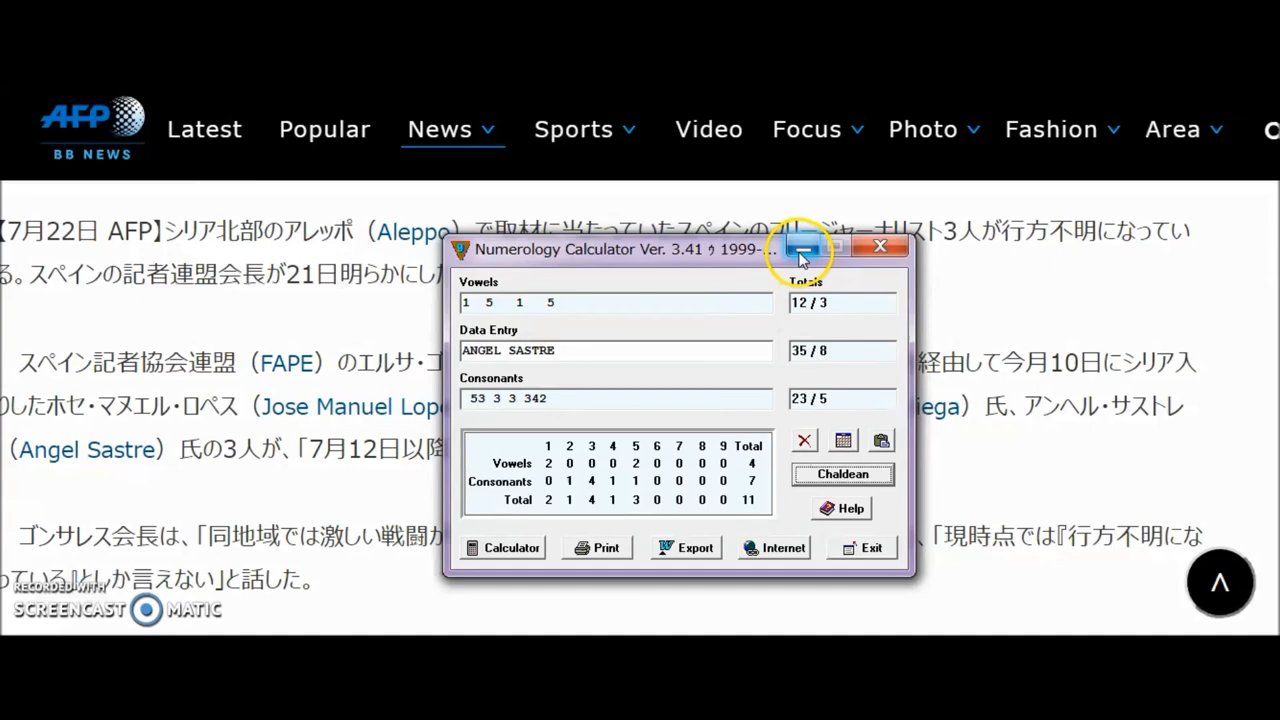 AFP
BB NEWS
Latest Popular News Sports Video Focus Photo Fashion Area
【7月22日 AFP】シリア北部のアレッポ（Aleppo）で取材に当たっていたスペインのフリージャーナリスト3人が行方不明になってい
る。スペインの記者連盟会長が21日明らかにし
スペイン記者協会連盟（FAPE）のエルサ・ゴ
経由して今月10日にシリア入
りしたホセ・マヌエル・ロペス（Jose Manuel Lop
iega）氏、アンヘル・サストレ
（Angel Sastre）氏の3人が、「7月12日以降
ゴンサレス会長は、「同地域では激しい戦闘が
、「現時点では『行方不明にな
っている』としか言えない」と話した。
Numerology Calculator Ver. 3.41 ｩ 1999-...
Vowels Totals
1 5 1 5 12 / 3
Data Entry
ANGEL SASTRE 35 / 8
Consonants
53 3 3 342 23 / 5
1 2 3 4 5 6 7 8 9 Total
Vowels 2 0 0 0 2 0 0 0 0 4
Consonants 0 1 4 1 1 0 0 0 0 7
Total 2 1 4 1 3 0 0 0 0 11
Chaldean
Help
Calculator Print Export Internet Exit
RECORDED WITH
SCREENCAST MATIC